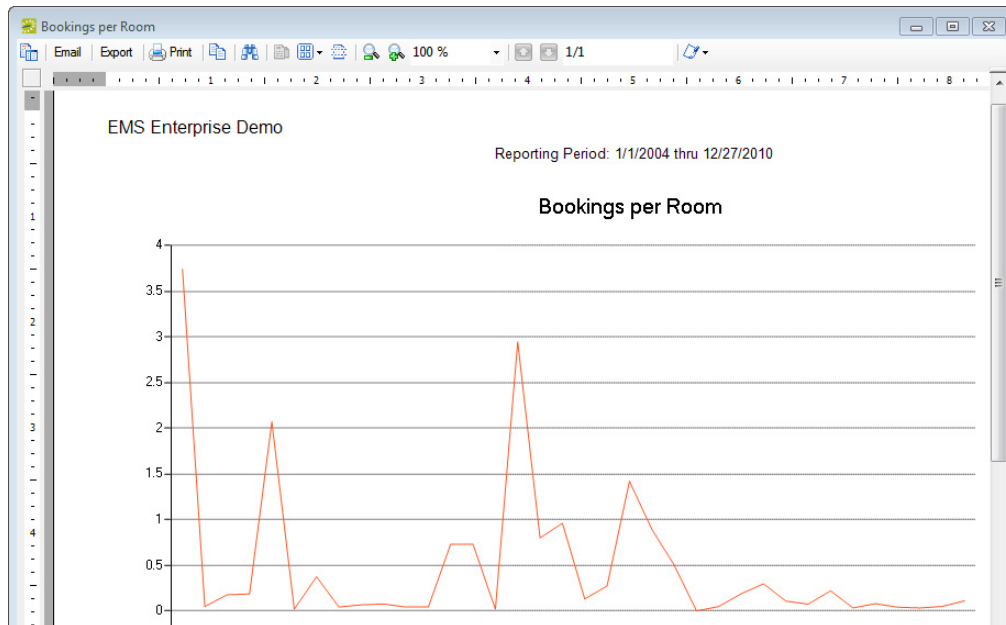 Bookings per Room
Email Export Print 100 % 1/1
1 2 3 4 5 6 7 8
EMS Enterprise Demo
Reporting Period: 1/1/2004 thru 12/27/2010
Bookings per Room
4
3.5
3
2.5
2
1.5
1
0.5
0
1
2
3
4